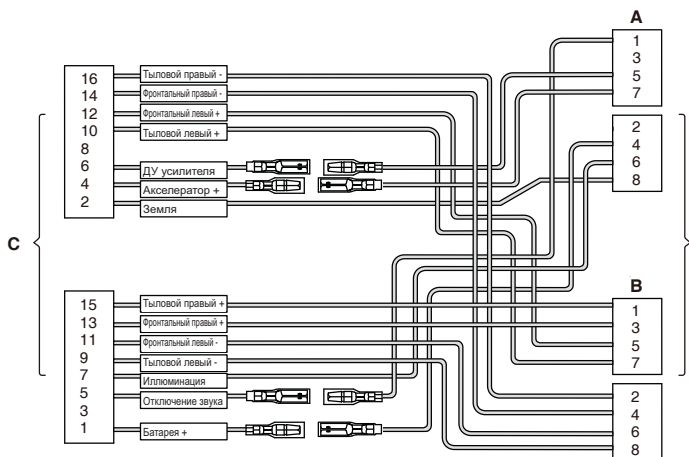 A
1
3
5
7
2
4
6
8
16 Тыловой правый -
14 Фронтальный правый -
12 Фронтальный левый +
10 Тыловой левый +
8
6 ДУ усилителя
4 Акселератор +
2 Земля
C
15 Тыловой правый +
13 Фронтальный правый +
11 Фронтальный левый -
9 Тыловой левый -
7 Иллюминация
5 Отключение звука
3
1 Батарея +
B
1
3
5
7
2
4
6
8